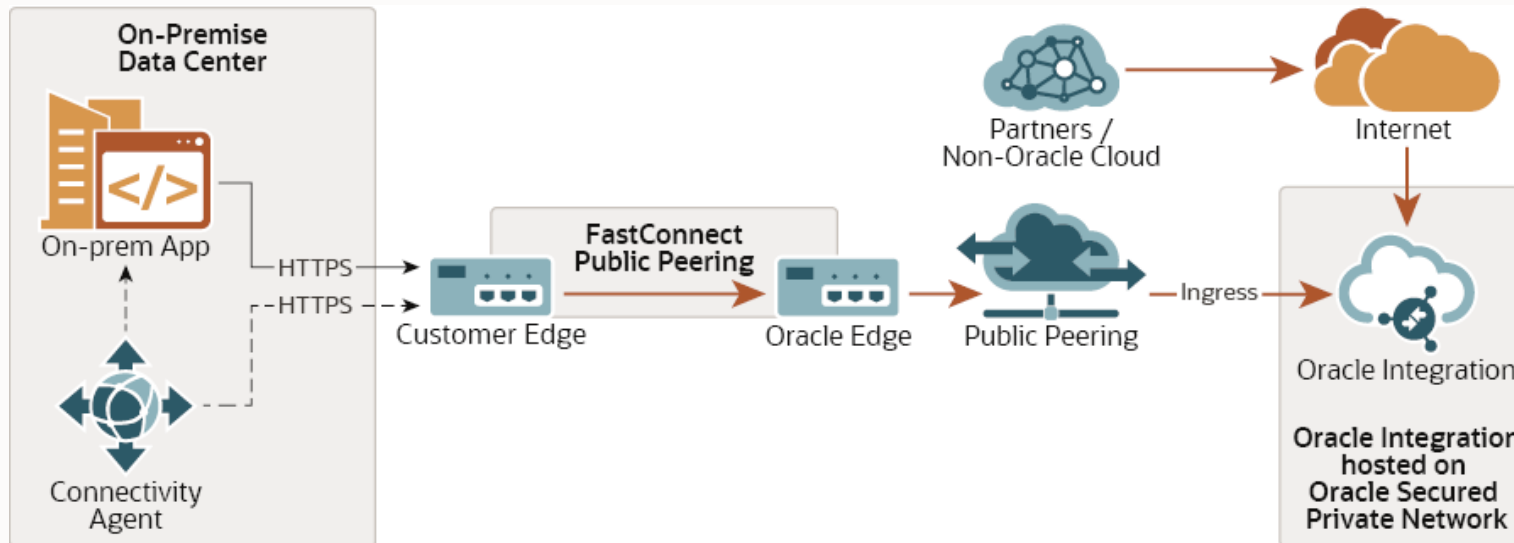 On-Premise
Data Center
On-prem App
HTTPS
HTTPS
Connectivity
Agent
Customer Edge
FastConnect
Public Peering
Oracle Edge
Partners /
Non-Oracle Cloud
Internet
Public Peering
Ingress
Oracle Integration
Oracle Integration
hosted on
Oracle Secured
Private Network